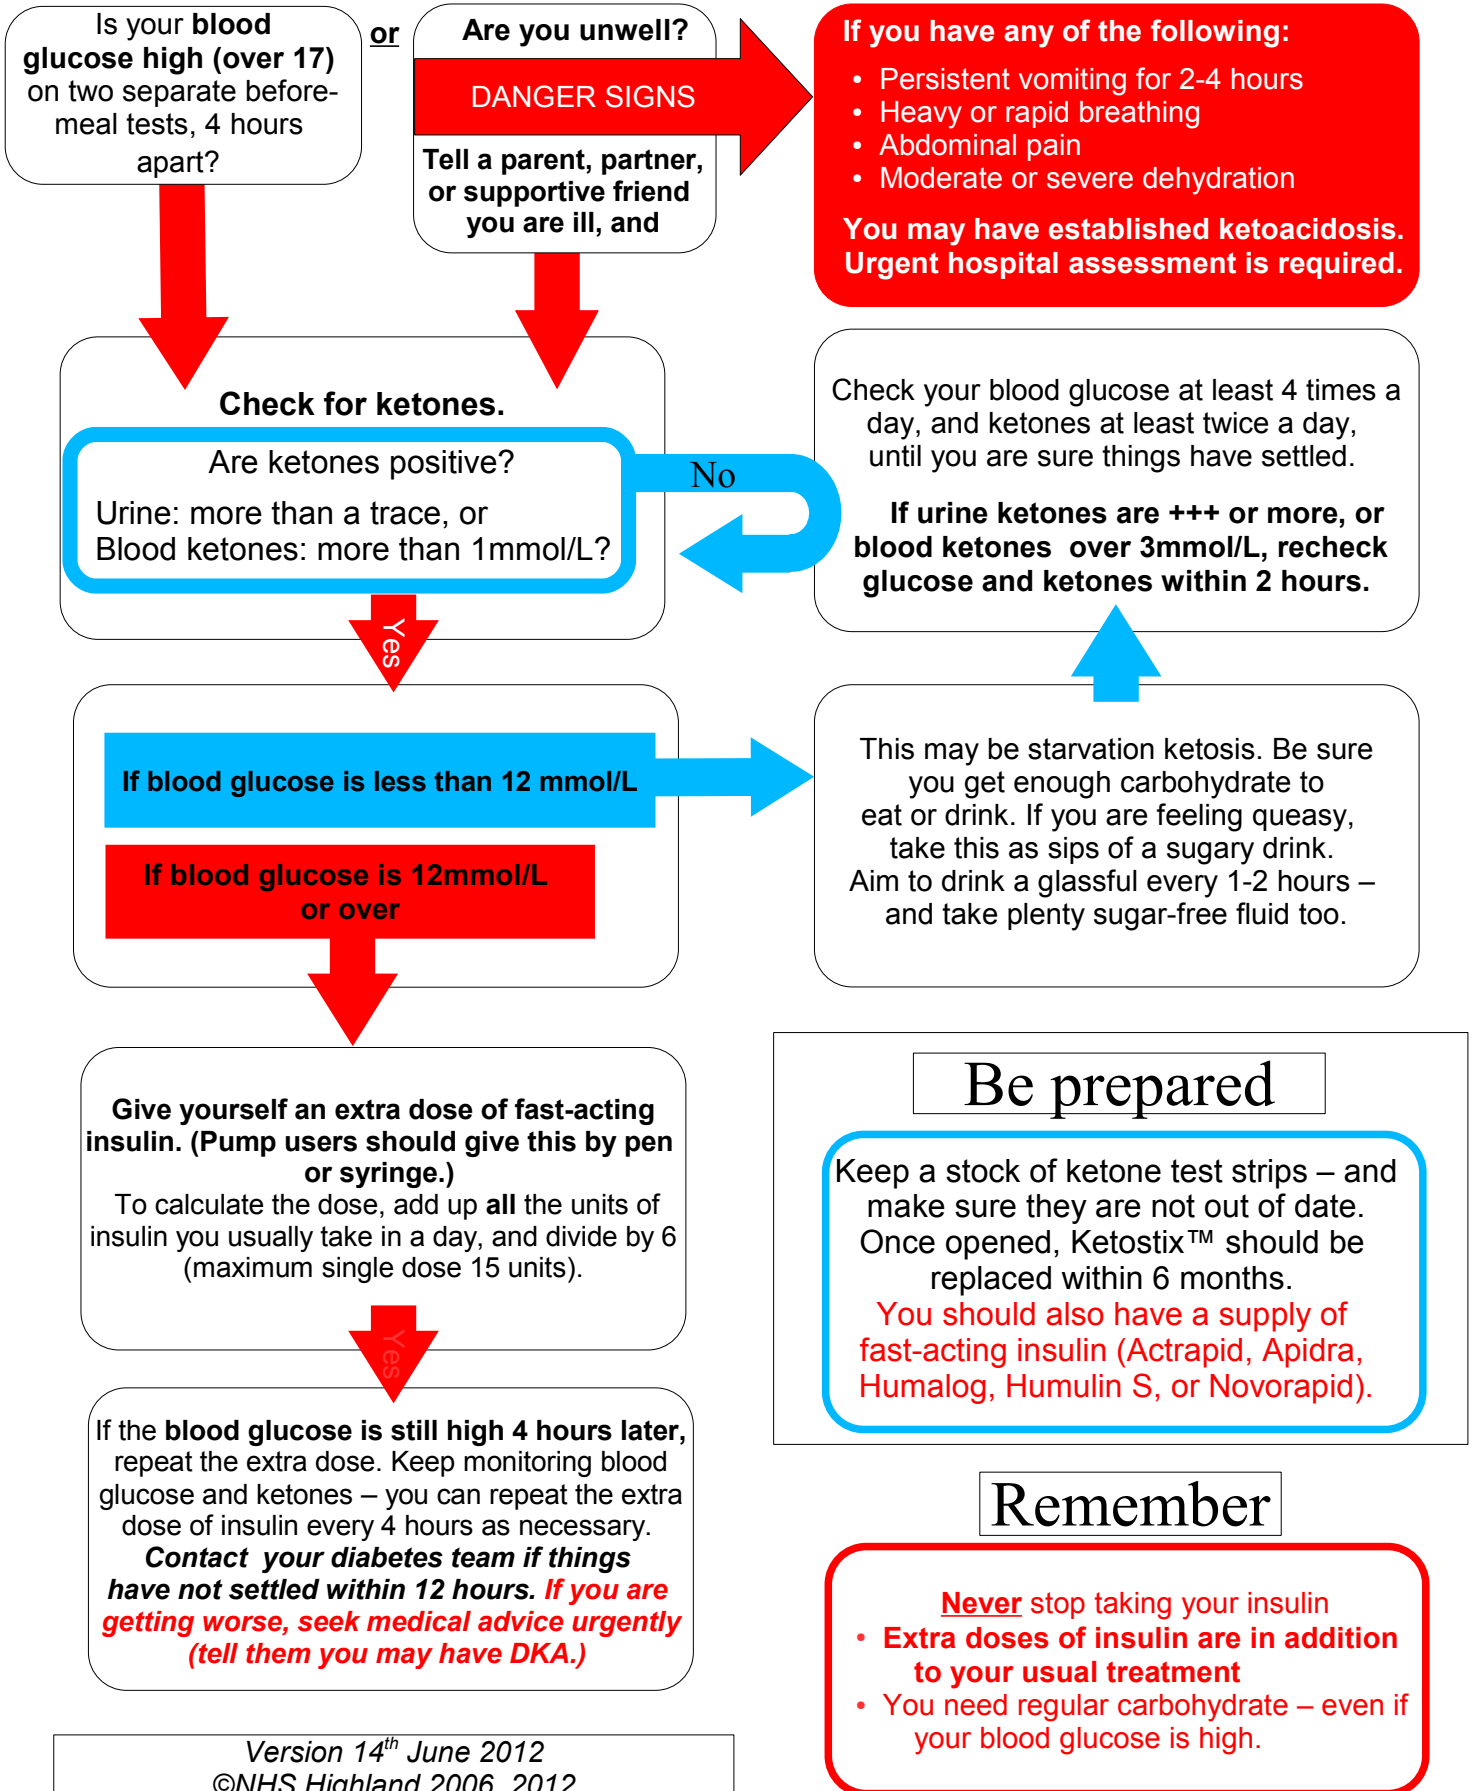 Is your blood
glucose high (over 17)
on two separate before-
meal tests, 4 hours
apart?
or
Are you unwell?
DANGER SIGNS
Tell a parent, partner,
or supportive friend
you are ill, and
If you have any of the following:
• Persistent vomiting for 2-4 hours
• Heavy or rapid breathing
• Abdominal pain
• Moderate or severe dehydration
You may have established ketoacidosis.
Urgent hospital assessment is required.
Check for ketones.
Are ketones positive?
Urine: more than a trace, or
Blood ketones: more than 1mmol/L?
No
Check your blood glucose at least 4 times a
day, and ketones at least twice a day,
until you are sure things have settled.
If urine ketones are +++ or more, or
blood ketones over 3mmol/L, recheck
glucose and ketones within 2 hours.
Yes
If blood glucose is less than 12 mmol/L
If blood glucose is 12mmol/L
or over
This may be starvation ketosis. Be sure
you get enough carbohydrate to
eat or drink. If you are feeling queasy,
take this as sips of a sugary drink.
Aim to drink a glassful every 1-2 hours –
and take plenty sugar-free fluid too.
Give yourself an extra dose of fast-acting
insulin. (Pump users should give this by pen
or syringe.)
To calculate the dose, add up all the units of
insulin you usually take in a day, and divide by 6
(maximum single dose 15 units).
Yes
If the blood glucose is still high 4 hours later,
repeat the extra dose. Keep monitoring blood
glucose and ketones – you can repeat the extra
dose of insulin every 4 hours as necessary.
Contact your diabetes team if things
have not settled within 12 hours. If you are
getting worse, seek medical advice urgently
(tell them you may have DKA.)
Be prepared
Keep a stock of ketone test strips – and
make sure they are not out of date.
Once opened, Ketostix™ should be
replaced within 6 months.
You should also have a supply of
fast-acting insulin (Actrapid, Apidra,
Humalog, Humulin S, or Novorapid).
Remember
Never stop taking your insulin
• Extra doses of insulin are in addition
to your usual treatment
• You need regular carbohydrate – even if
your blood glucose is high.
Version 14th June 2012
©NHS Highland 2006, 2012